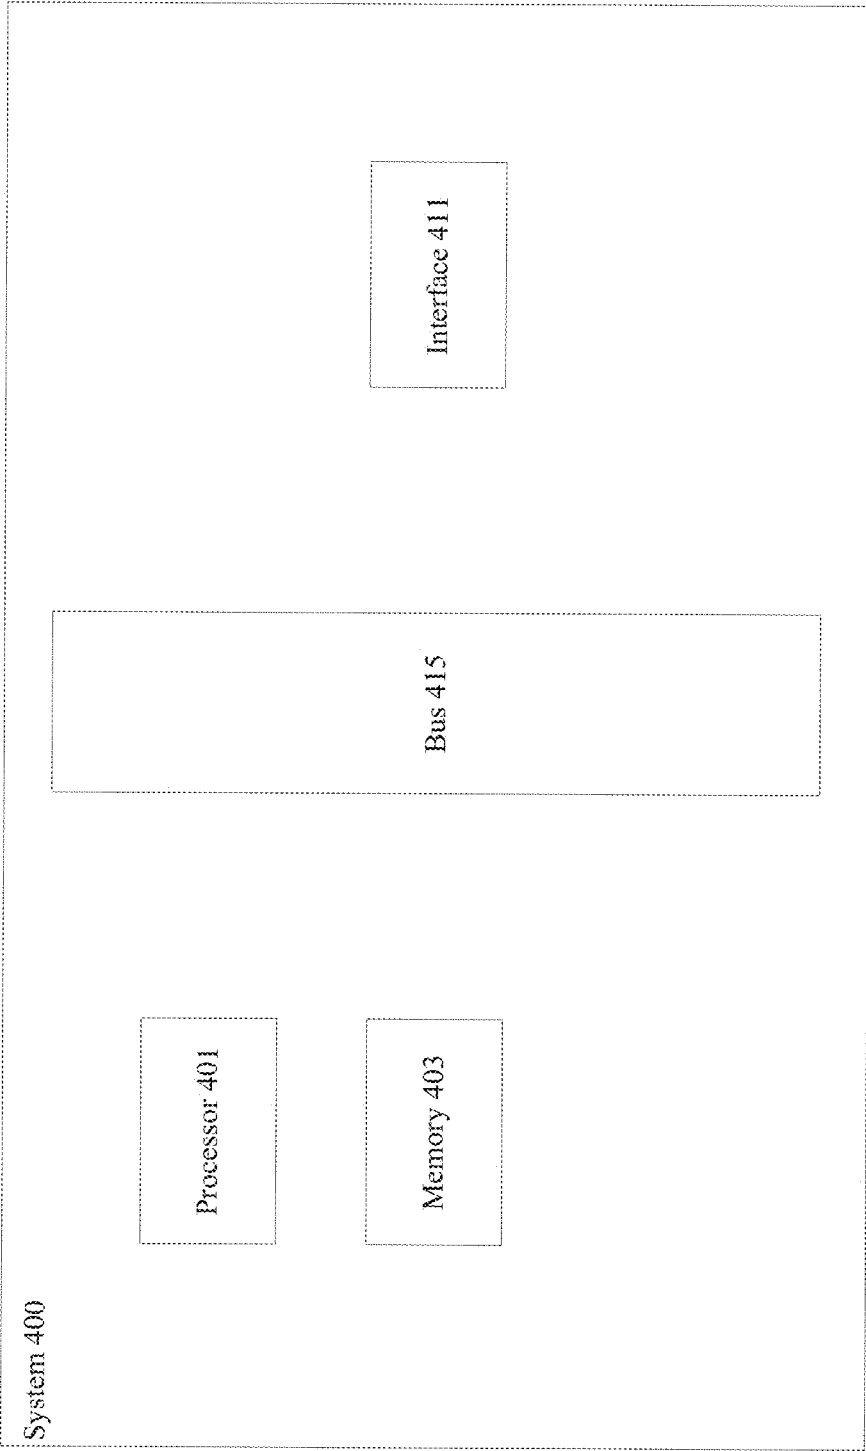 System 400
Processor 401
Memory 403
Bus 415
Interface 411